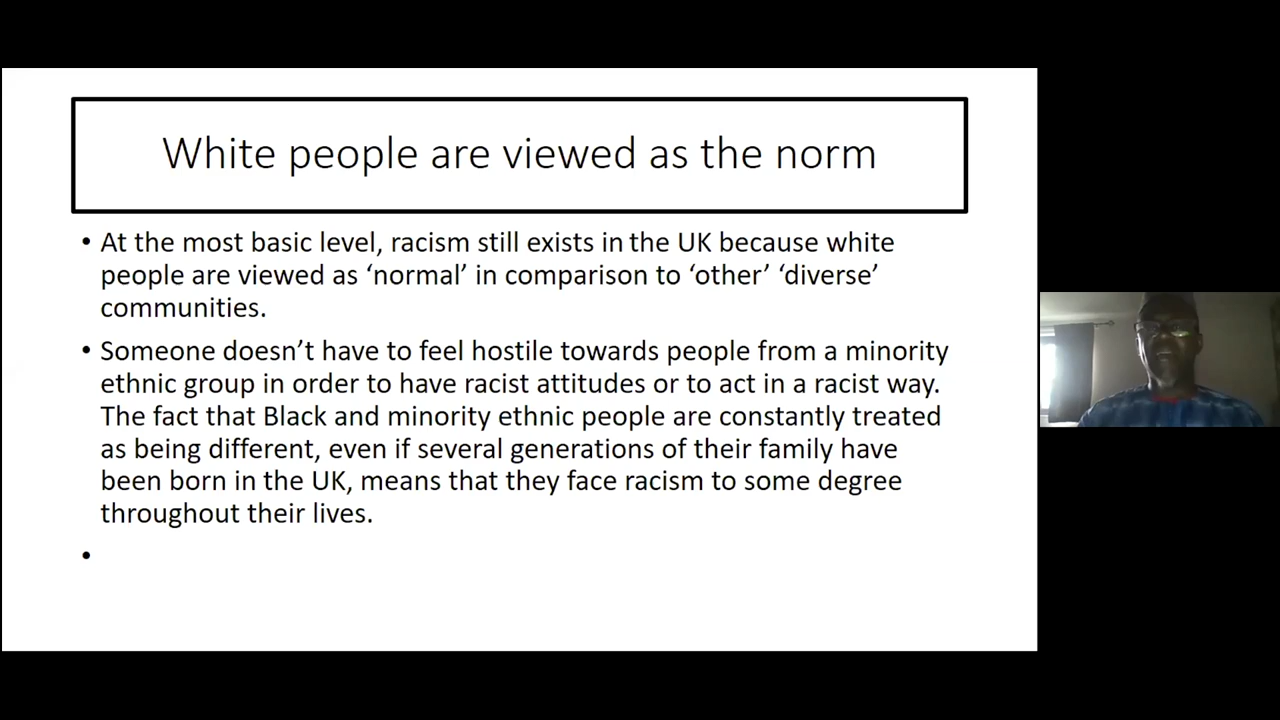 White people are viewed as the norm
• At the most basic level, racism still exists in the UK because white
people are viewed as ‘normal’ in comparison to ‘other’ ‘diverse’
communities.
• Someone doesn’t have to feel hostile towards people from a minority
ethnic group in order to have racist attitudes or to act in a racist way.
The fact that Black and minority ethnic people are constantly treated
as being different, even if several generations of their family have
been born in the UK, means that they face racism to some degree
throughout their lives.
•